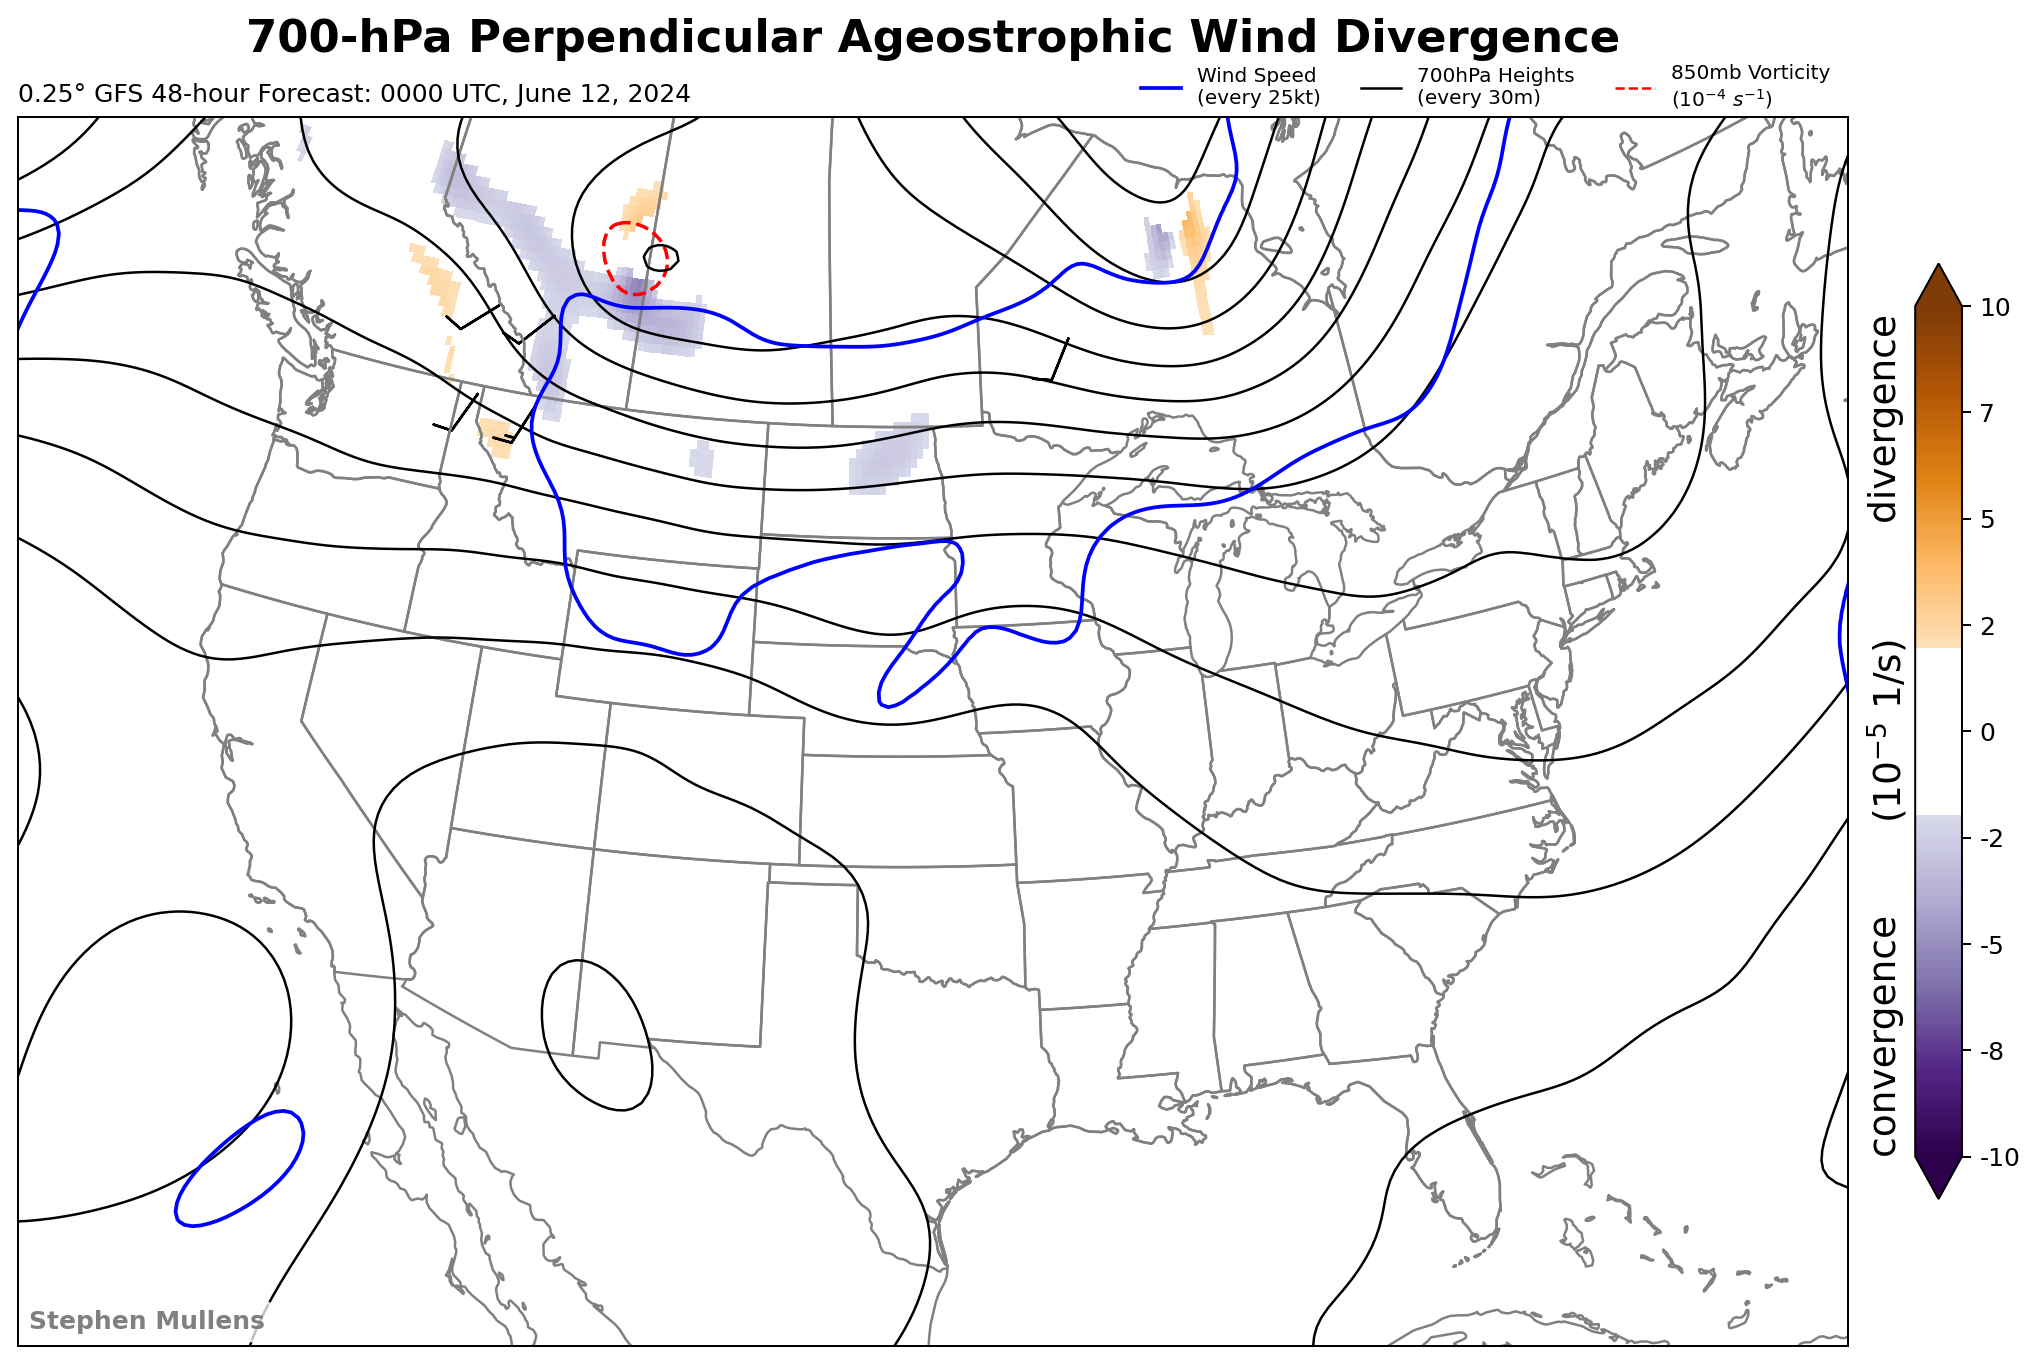 700-hPa Perpendicular Ageostrophic Wind Divergence
0.25° GFS 48-hour Forecast: 0000 UTC, June 12, 2024
Wind Speed
(every 25kt)
700hPa Heights
(every 30m)
850mb Vorticity
(10⁻⁴ s⁻¹)
10
7
5
2
0
-2
-5
-8
-10
convergence (10⁻⁵ 1/s) divergence
Stephen Mullens